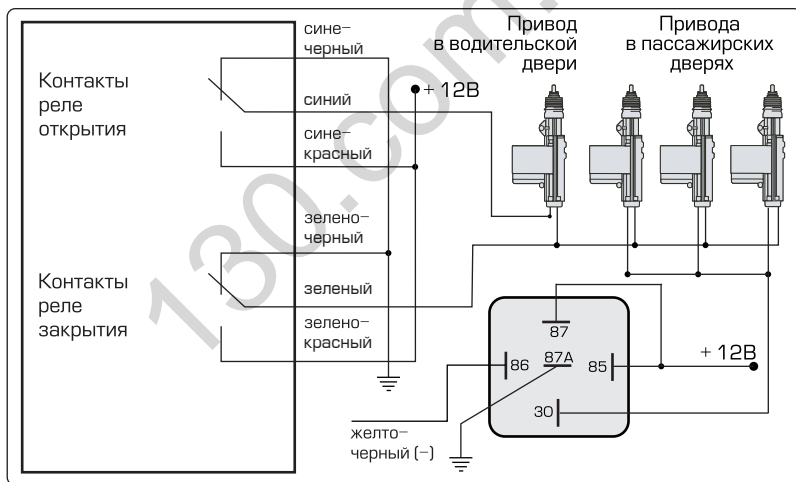 Контакты
реле
открытия
Контакты
реле
закрытия
сине-
черный
синий
сине-
красный
зелено-
черный
зеленый
зелено-
красный
+ 12В
Привод
в водительской
двери
Привода
в пассажирских
дверях
87
86
87A
85
30
+ 12В
желто-
черный (-)
130.com.